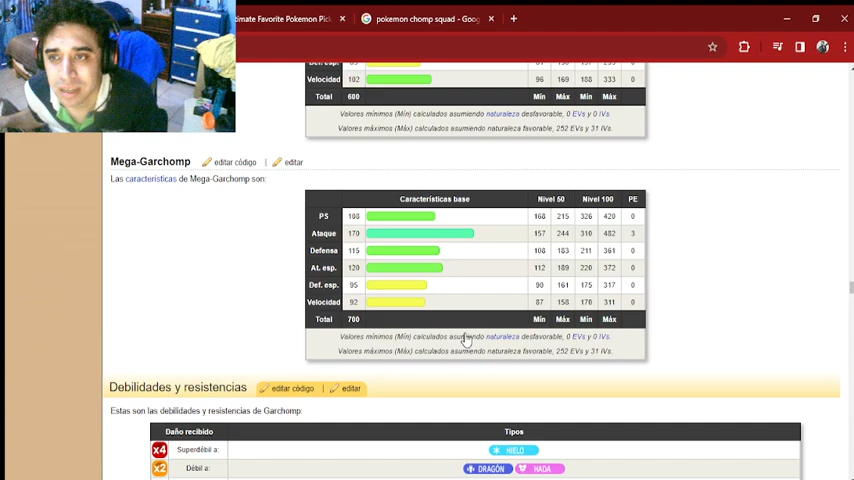 timate Favorite Pokemon Pick × pokemon chomp squad - Goog × +
Def. esp.
Velocidad 102 96 169 188 333 0
Total 600 Mín Máx Mín Máx
Valores mínimos (Mín) calculados asumiendo naturaleza desfavorable, 0 EVs y 0 IVs.
Valores máximos (Máx) calculados asumiendo naturaleza favorable, 252 EVs y 31 IVs.
Mega-Garchomp editar código | editar
Las características de Mega-Garchomp son:
Características base Nivel 50 Nivel 100 PE
PS 108 168 215 326 420 0
Ataque 170 157 244 310 482 3
Defensa 115 108 183 211 361 0
At. esp. 120 112 189 220 372 0
Def. esp. 95 90 161 175 317 0
Velocidad 92 87 158 170 311 0
Total 700 Mín Máx Mín Máx
Valores mínimos (Mín) calculados asumiendo naturaleza desfavorable, 0 EVs y 0 IVs.
Valores máximos (Máx) calculados asumiendo naturaleza favorable, 252 EVs y 31 IVs.
Debilidades y resistencias editar código | editar
Estas son las debilidades y resistencias de Garchomp:
Daño recibido Tipos
x4 Superdébil a: HIELO
x2 Débil a: DRAGÓN HADA